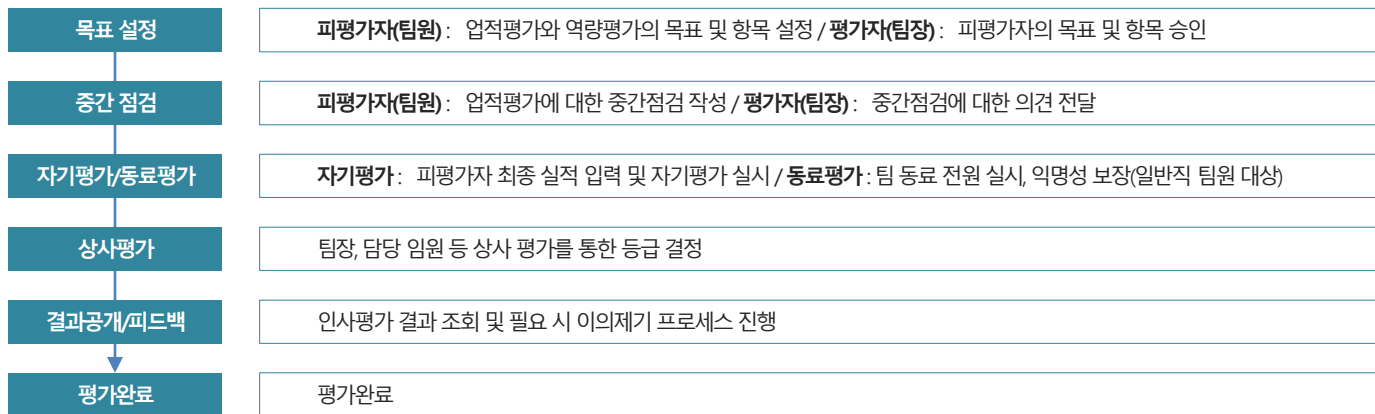 목표 설정
피평가자(팀원) : 업적평가와 역량평가의 목표 및 항목 설정 / 평가자(팀장) : 피평가자의 목표 및 항목 승인
중간 점검
피평가자(팀원) : 업적평가에 대한 중간점검 작성 / 평가자(팀장) : 중간점검에 대한 의견 전달
자기평가/동료평가
자기평가 : 피평가자 최종 실적 입력 및 자기평가 실시 / 동료평가 : 팀 동료 전원 실시, 익명성 보장(일반직 팀원 대상)
상사평가
팀장, 담당 임원 등 상사 평가를 통한 등급 결정
결과공개/피드백
인사평가 결과 조회 및 필요 시 이의제기 프로세스 진행
평가완료
평가완료